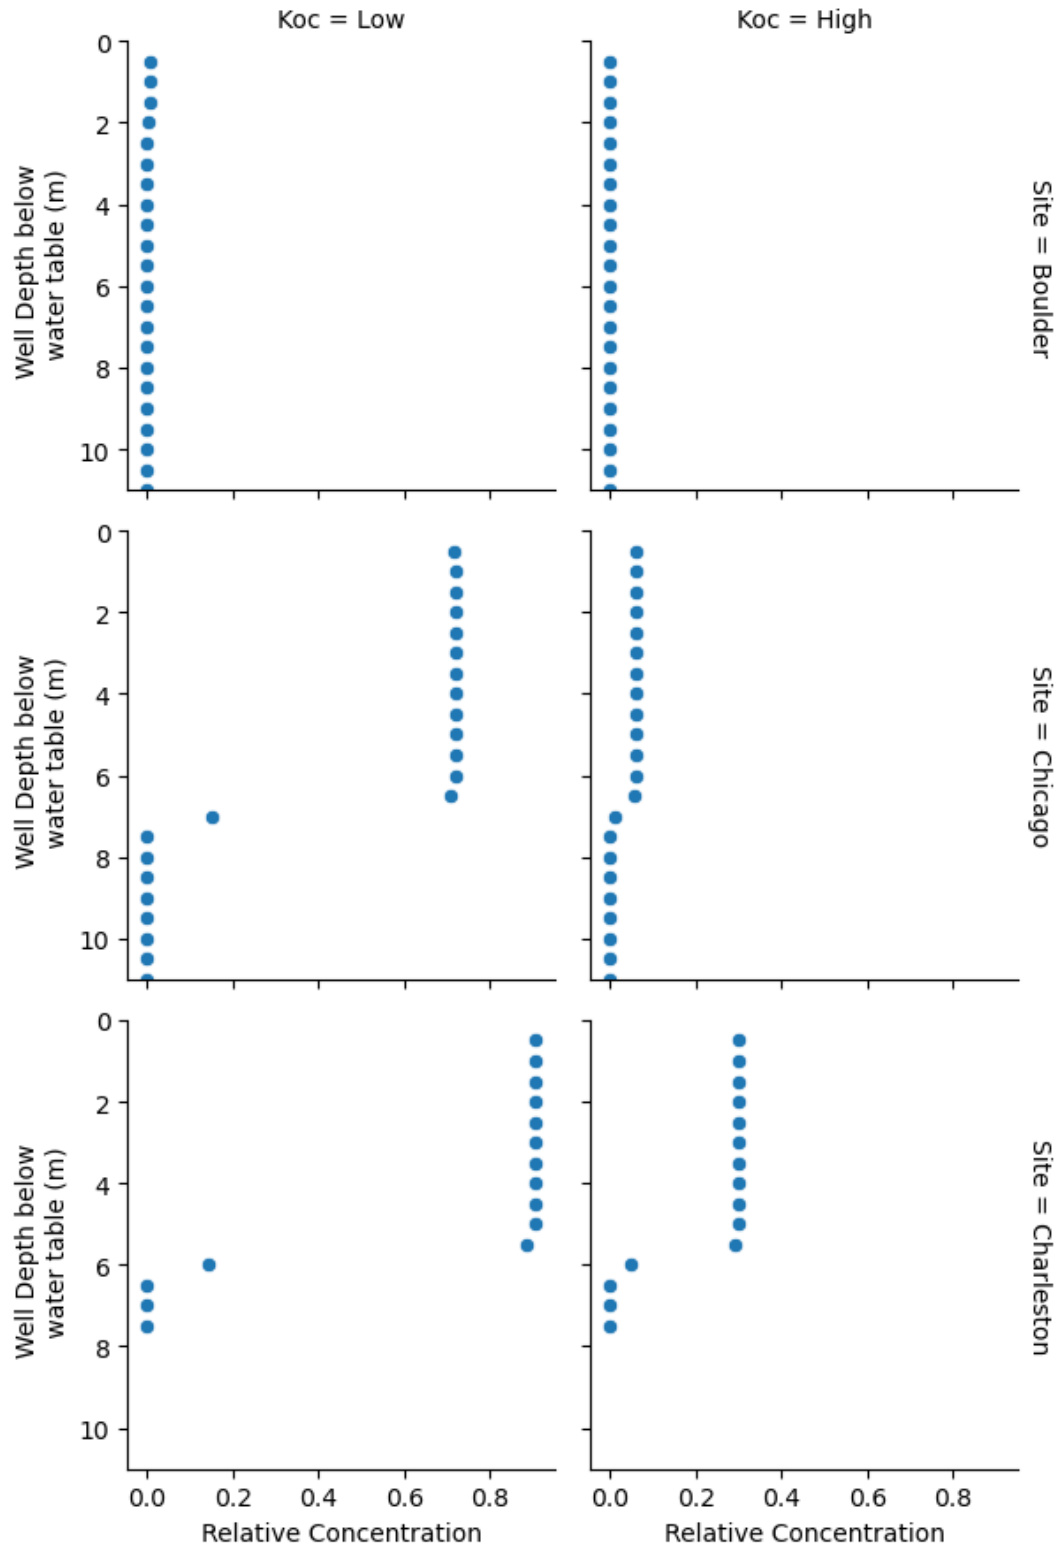 Koc = Low
Koc = High
0
2
4
6
8
10
Well Depth below
water table (m)
Site = Boulder
0
2
4
6
8
10
Well Depth below
water table (m)
Site = Chicago
0
2
4
6
8
10
Well Depth below
water table (m)
Site = Charleston
0.0 0.2 0.4 0.6 0.8
0.0 0.2 0.4 0.6 0.8
Relative Concentration
Relative Concentration